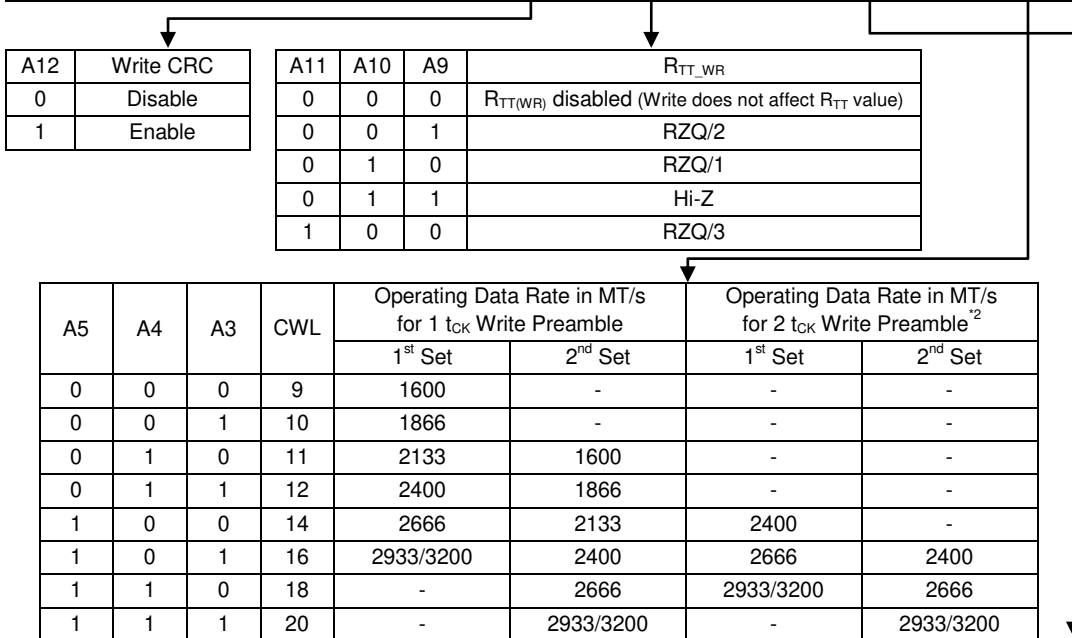 A12 Write CRC
0 Disable
1 Enable
A11 A10 A9 RTT_WR
0 0 0 RTT(WR) disabled (Write does not affect RTT value)
0 0 1 RZQ/2
0 1 0 RZQ/1
0 1 1 Hi-Z
1 0 0 RZQ/3
A5 A4 A3 CWL Operating Data Rate in MT/s for 1 tCK Write Preamble Operating Data Rate in MT/s for 2 tCK Write Preamble*2
1st Set 2nd Set 1st Set 2nd Set
0 0 0 9 1600 - - -
0 0 1 10 1866 - - -
0 1 0 11 2133 1600 - -
0 1 1 12 2400 1866 - -
1 0 0 14 2666 2133 2400 -
1 0 1 16 2933/3200 2400 2666 2400
1 1 0 18 - 2666 2933/3200 2666
1 1 1 20 - 2933/3200 - 2933/3200